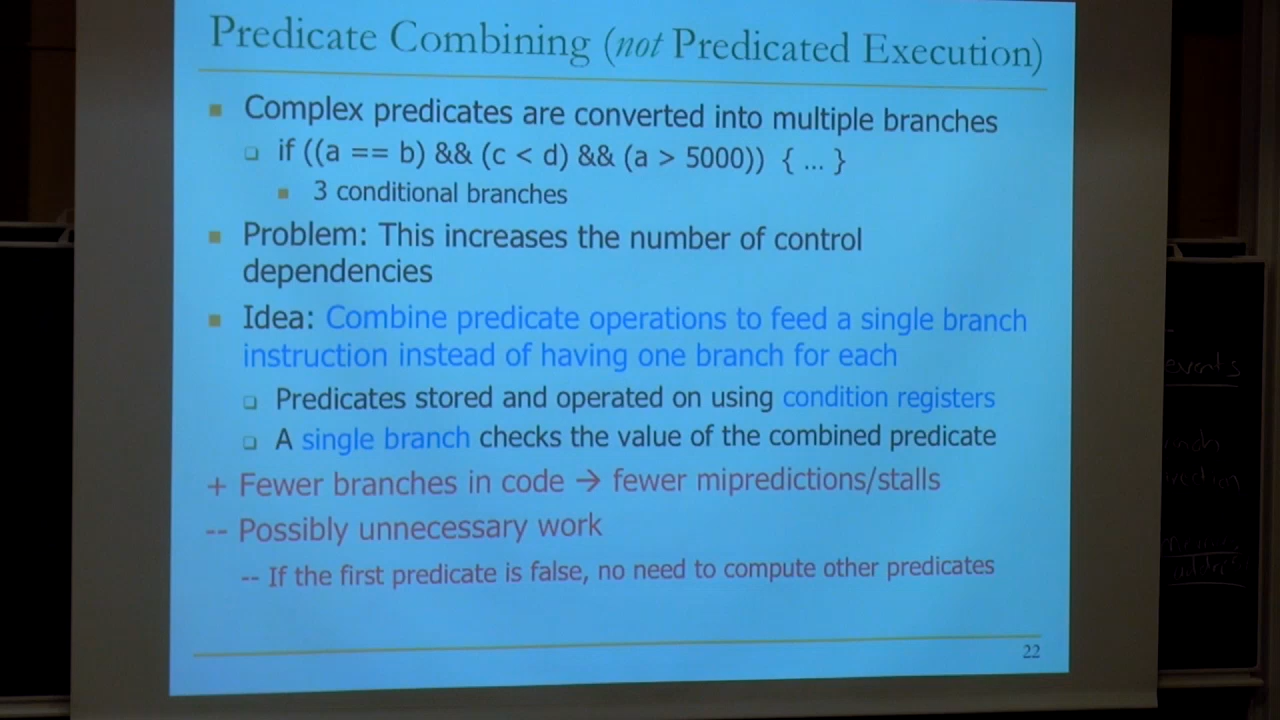 Predicate Combining (not Predicated Execution)
Complex predicates are converted into multiple branches
if ((a == b) && (c < d) && (a > 5000)) { ... }
3 conditional branches
Problem: This increases the number of control
dependencies
Idea: Combine predicate operations to feed a single branch
instruction instead of having one branch for each
Predicates stored and operated on using condition registers
A single branch checks the value of the combined predicate
+ Fewer branches in code → fewer mipredictions/stalls
-- Possibly unnecessary work
-- If the first predicate is false, no need to compute other predicates
22
events